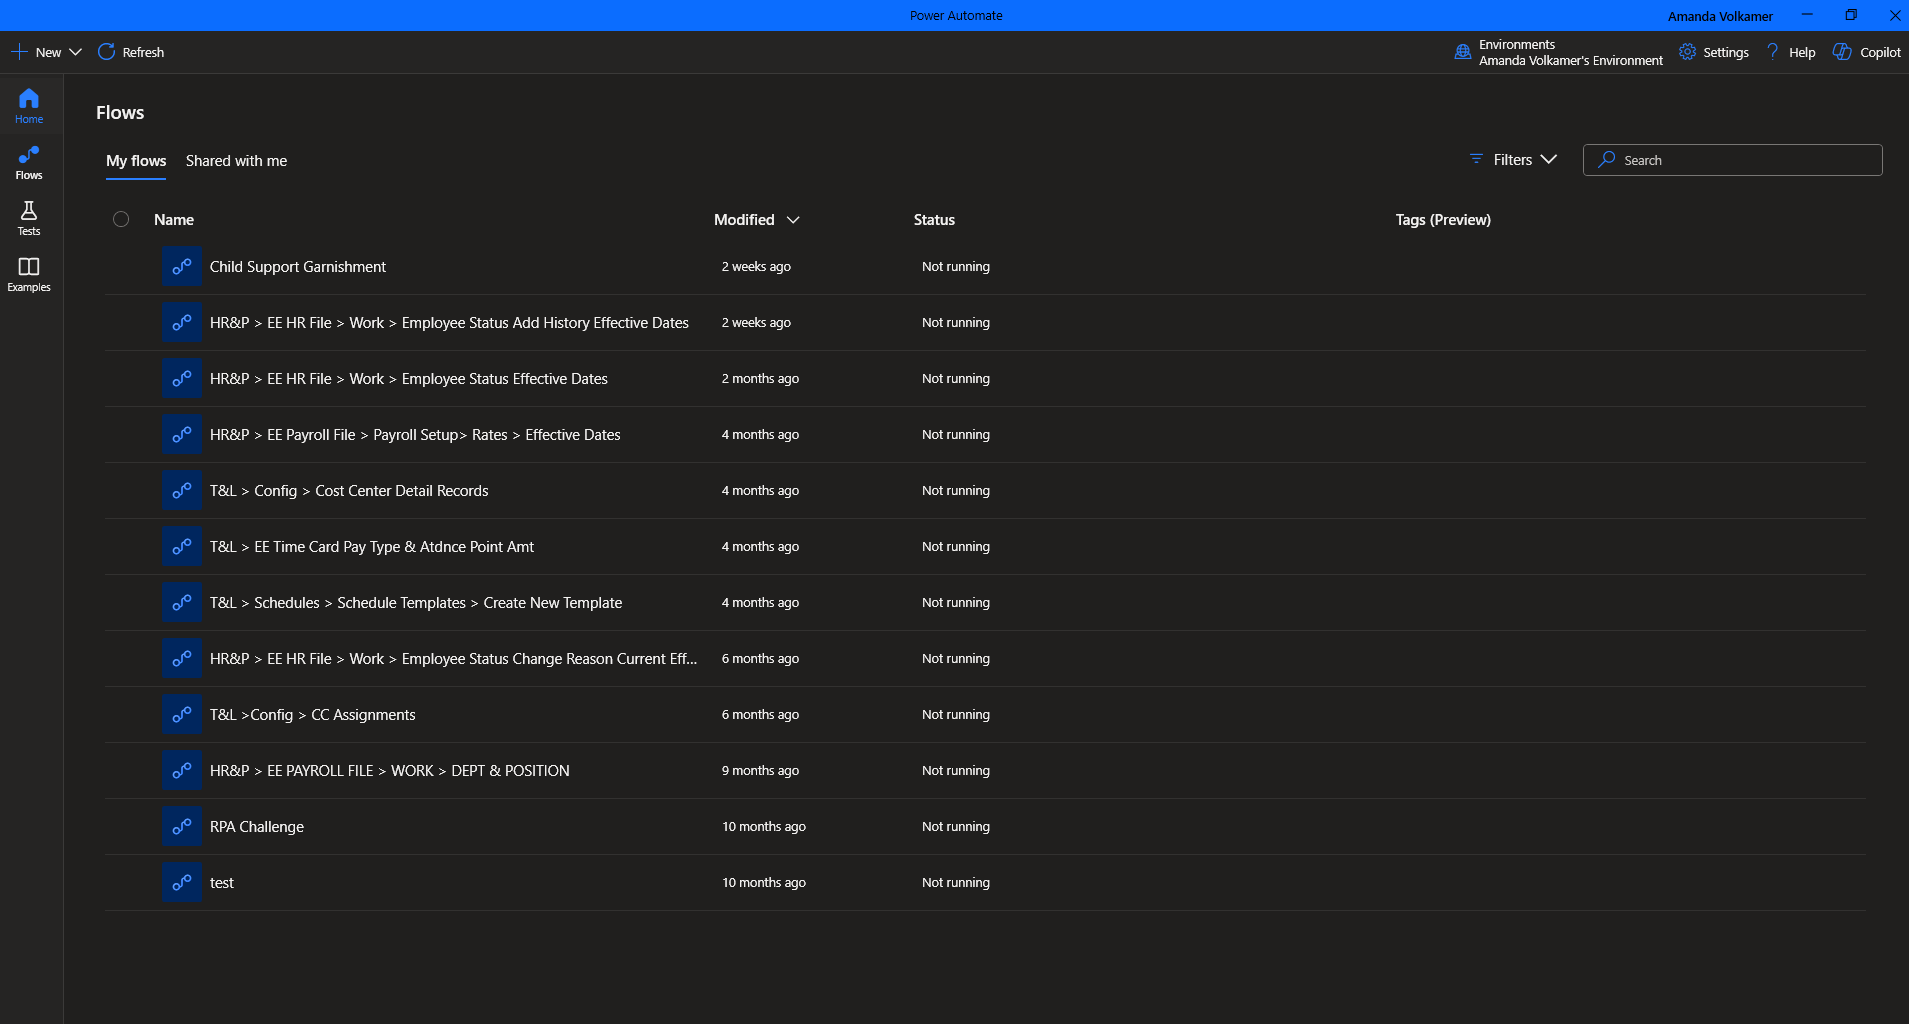 Power Automate
Amanda Volkamer
New
Refresh
Environments
Amanda Volkamer's Environment
Settings
Help
Copilot
Home
Flows
Tests
Examples
Flows
My flows
Shared with me
Filters
Search
Name Modified Status Tags (Preview)
Child Support Garnishment 2 weeks ago Not running
HR&P > EE HR File > Work > Employee Status Add History Effective Dates 2 weeks ago Not running
HR&P > EE HR File > Work > Employee Status Effective Dates 2 months ago Not running
HR&P > EE Payroll File > Payroll Setup> Rates > Effective Dates 4 months ago Not running
T&L > Config > Cost Center Detail Records 4 months ago Not running
T&L > EE Time Card Pay Type & Atdnce Point Amt 4 months ago Not running
T&L > Schedules > Schedule Templates > Create New Template 4 months ago Not running
HR&P > EE HR File > Work > Employee Status Change Reason Current Eff... 6 months ago Not running
T&L >Config > CC Assignments 6 months ago Not running
HR&P > EE PAYROLL FILE > WORK > DEPT & POSITION 9 months ago Not running
RPA Challenge 10 months ago Not running
test 10 months ago Not running